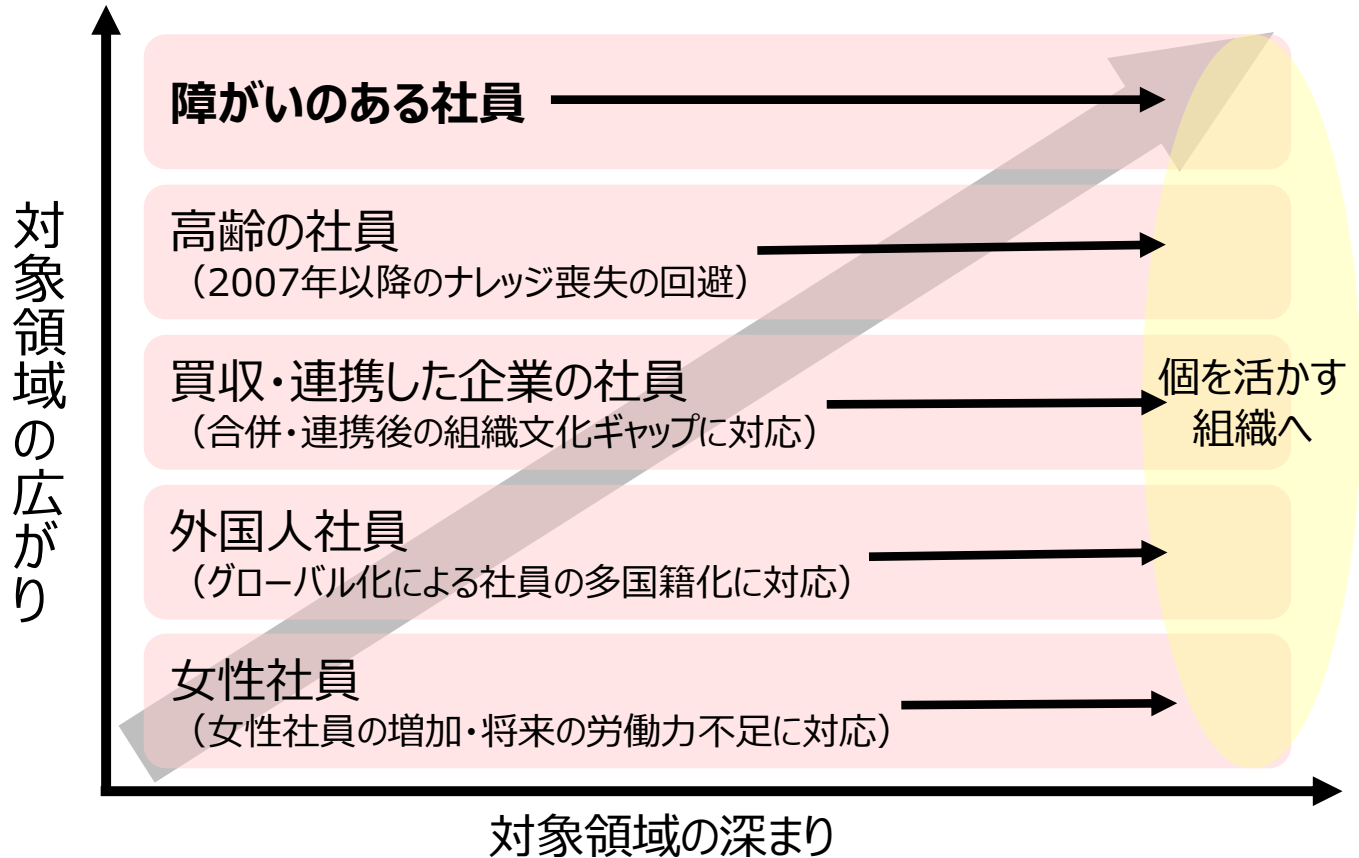 対象領域の広がり
障がいのある社員
高齢の社員
（2007年以降のナレッジ喪失の回避）
買収・連携した企業の社員
（合併・連携後の組織文化ギャップに対応）
外国人社員
（グローバル化による社員の多国籍化に対応）
女性社員
（女性社員の増加・将来の労働力不足に対応）
個を活かす
組織へ
対象領域の深まり